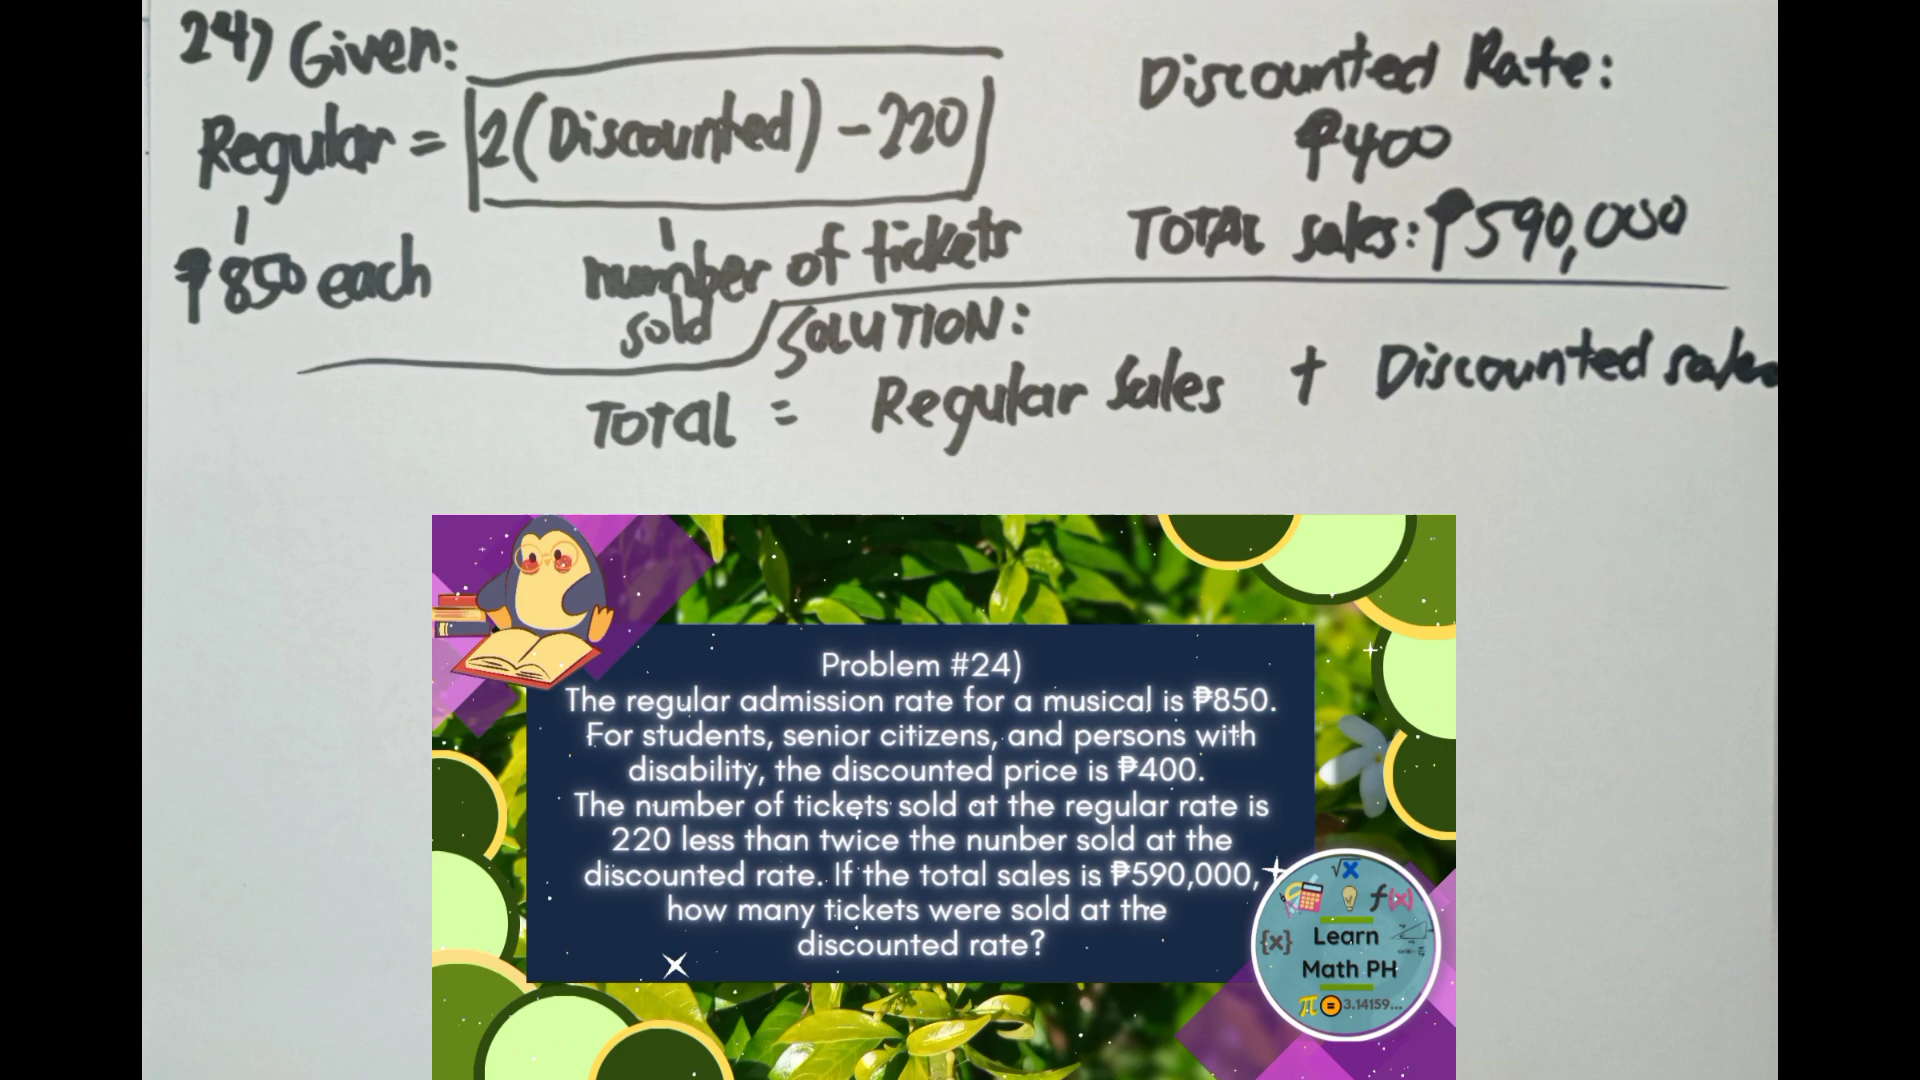 24) Given:
Regular = 2(Discounted) - 220
₱850 each
number of tickets
sold
Discounted Rate:
₱400
TOTAL sales: ₱590,000
SOLUTION:
TOTAL = Regular Sales + Discounted sales
Problem #24)
The regular admission rate for a musical is ₱850.
For students, senior citizens, and persons with
disability, the discounted price is ₱400.
The number of tickets sold at the regular rate is
220 less than twice the nunber sold at the
discounted rate. If the total sales is ₱590,000,
how many tickets were sold at the
discounted rate?
√x
f(x)
{x}
Learn
Math PH
π = 3.14159...